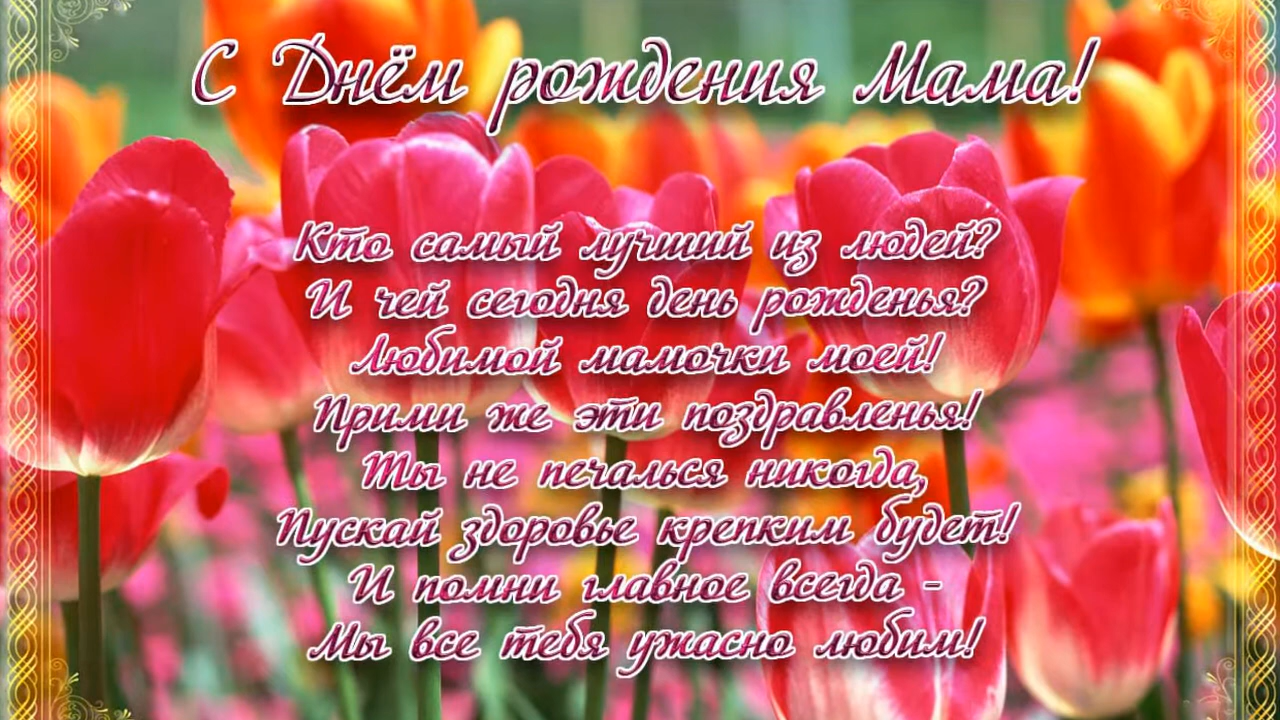 С Днём рождения Мама!
Кто самый лучший из людей?
И чей сегодня день рожденья?
Любимой мамочки моей!
Прими же эти поздравленья!
Ты не печалься никогда,
Пускай здоровье крепким будет!
И помни главное всегда -
Мы все тебя ужасно любим!